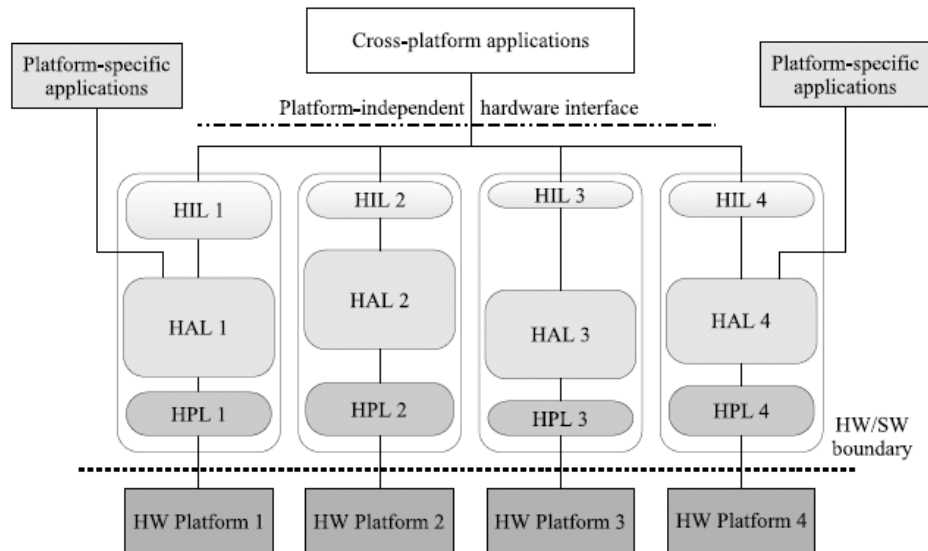 Cross-platform applications
Platform-specific
applications
Platform-specific
applications
Platform-independent hardware interface
HIL 1
HIL 2
HIL 3
HIL 4
HAL 1
HAL 2
HAL 3
HAL 4
HPL 1
HPL 2
HPL 3
HPL 4
HW/SW
boundary
HW Platform 1
HW Platform 2
HW Platform 3
HW Platform 4